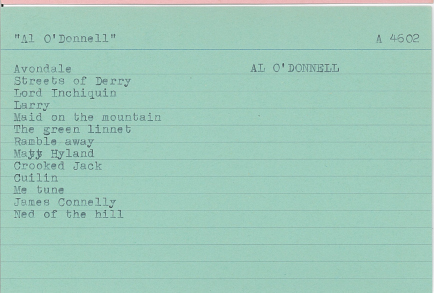 "Al O'Donnell" A 4602
Avondale AL O'DONNELL
Streets of Derry
Lord Inchiquin
Larry
Maid on the mountain
The green linnet
Ramble away
Matt Hyland
Crooked Jack
Cuilin
Me tune
James Connelly
Ned of the hill